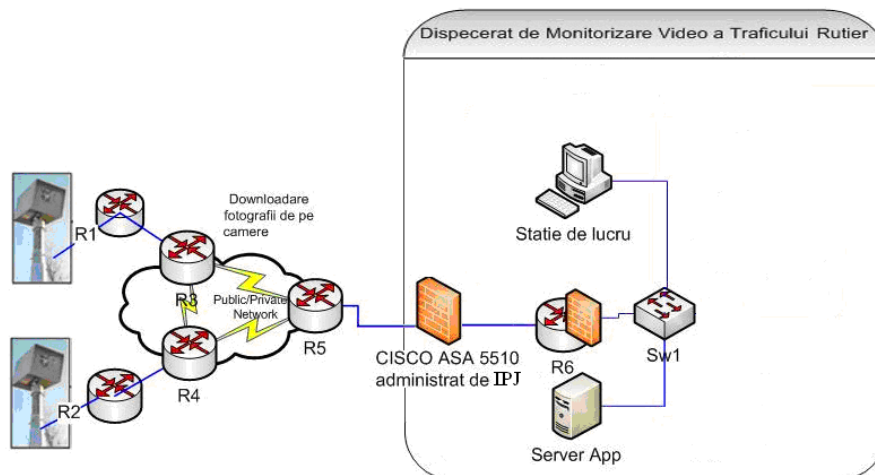 Dispecerat de Monitorizare Video a Traficului Rutier
Downloadare
fotografii de pe
camere
R1
R3
Public/Private
Network
R5
R4
R2
Statie de lucru
CISCO ASA 5510
administrat de IPJ
R6
Sw1
Server App